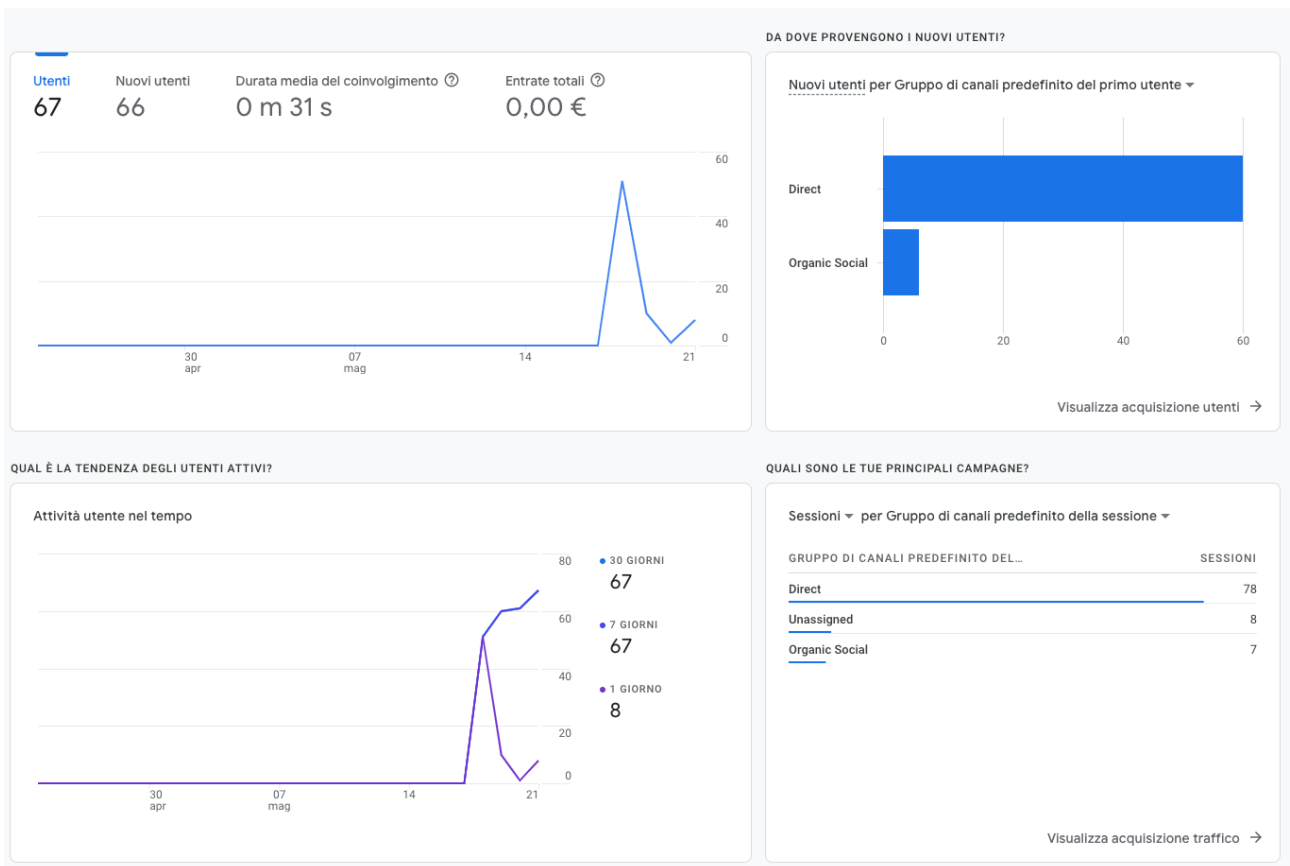 Utenti
67
Nuovi utenti
66
Durata media del coinvolgimento
0 m 31 s
Entrate totali
0,00 €
60
40
20
0
30
apr
07
mag
14
21
DA DOVE PROVENGONO I NUOVI UTENTI?
Nuovi utenti per Gruppo di canali predefinito del primo utente
Direct
Organic Social
0
20
40
60
Visualizza acquisizione utenti
QUAL È LA TENDENZA DEGLI UTENTI ATTIVI?
Attività utente nel tempo
80
60
40
20
0
30
apr
07
mag
14
21
30 GIORNI
67
7 GIORNI
67
1 GIORNO
8
QUALI SONO LE TUE PRINCIPALI CAMPAGNE?
Sessioni per Gruppo di canali predefinito della sessione
GRUPPO DI CANALI PREDEFINITO DEL… SESSIONI
Direct 78
Unassigned 8
Organic Social 7
Visualizza acquisizione traffico